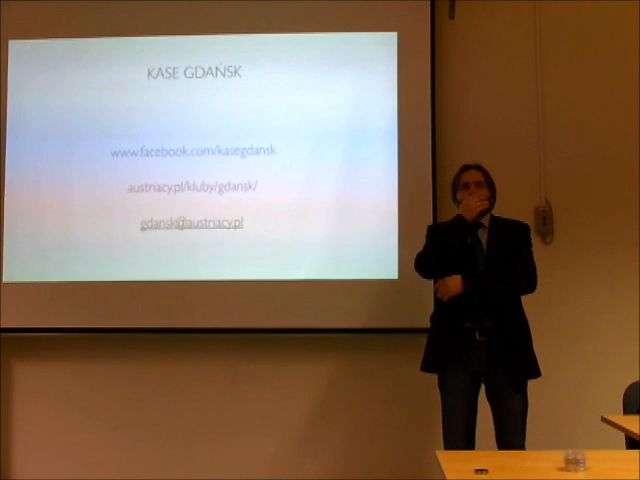 KASE GDAŃSK
www.facebook.com/kasegdansk
austriacy.pl/kluby/gdansk/
gdansk@austriacy.pl